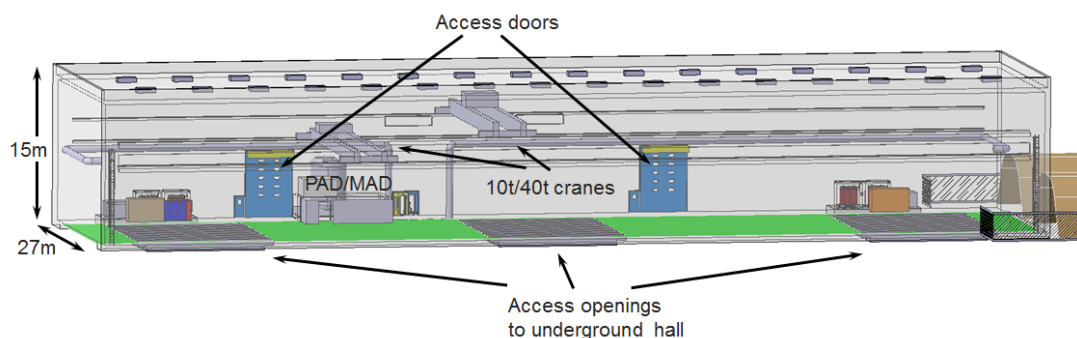 Access doors
15m
PAD/MAD
10t/40t cranes
27m
Access openings
to underground hall